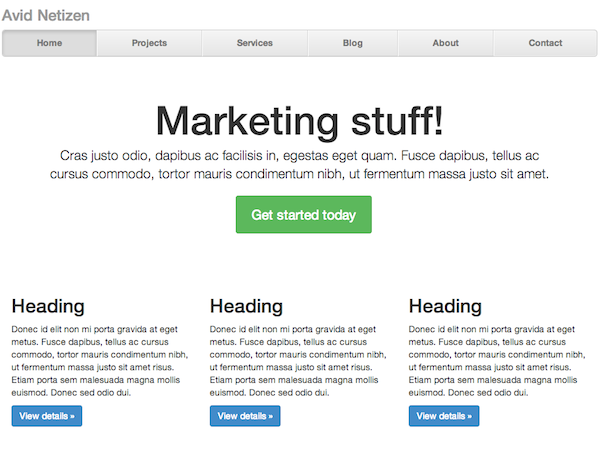 Avid Netizen
Home Projects Services Blog About Contact
Marketing stuff!
Cras justo odio, dapibus ac facilisis in, egestas eget quam. Fusce dapibus, tellus ac
cursus commodo, tortor mauris condimentum nibh, ut fermentum massa justo sit amet.
Get started today
Heading
Donec id elit non mi porta gravida at eget
metus. Fusce dapibus, tellus ac cursus
commodo, tortor mauris condimentum nibh,
ut fermentum massa justo sit amet risus.
Etiam porta sem malesuada magna mollis
euismod. Donec sed odio dui.
View details »
Heading
Donec id elit non mi porta gravida at eget
metus. Fusce dapibus, tellus ac cursus
commodo, tortor mauris condimentum nibh,
ut fermentum massa justo sit amet risus.
Etiam porta sem malesuada magna mollis
euismod. Donec sed odio dui.
View details »
Heading
Donec id elit non mi porta gravida at eget
metus. Fusce dapibus, tellus ac cursus
commodo, tortor mauris condimentum nibh,
ut fermentum massa justo sit amet risus.
Etiam porta sem malesuada magna mollis
euismod. Donec sed odio dui.
View details »